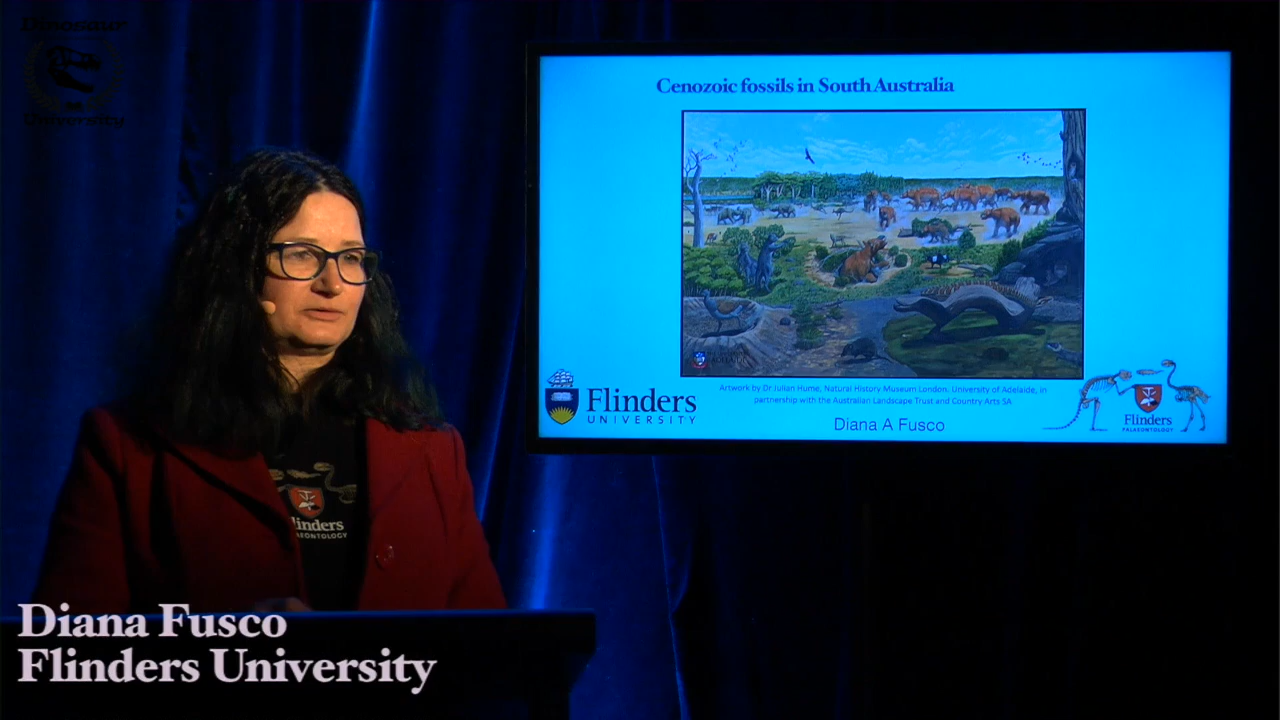 Dinosaur
University
Cenozoic fossils in South Australia
Artwork by Dr Julian Hume, Natural History Museum London. University of Adelaide, in
partnership with the Australian Landscape Trust and Country Arts SA
Flinders
UNIVERSITY
Diana A Fusco
Flinders
PALAEONTOLOGY
linders
AEONTOLOGY
Diana Fusco
Flinders University